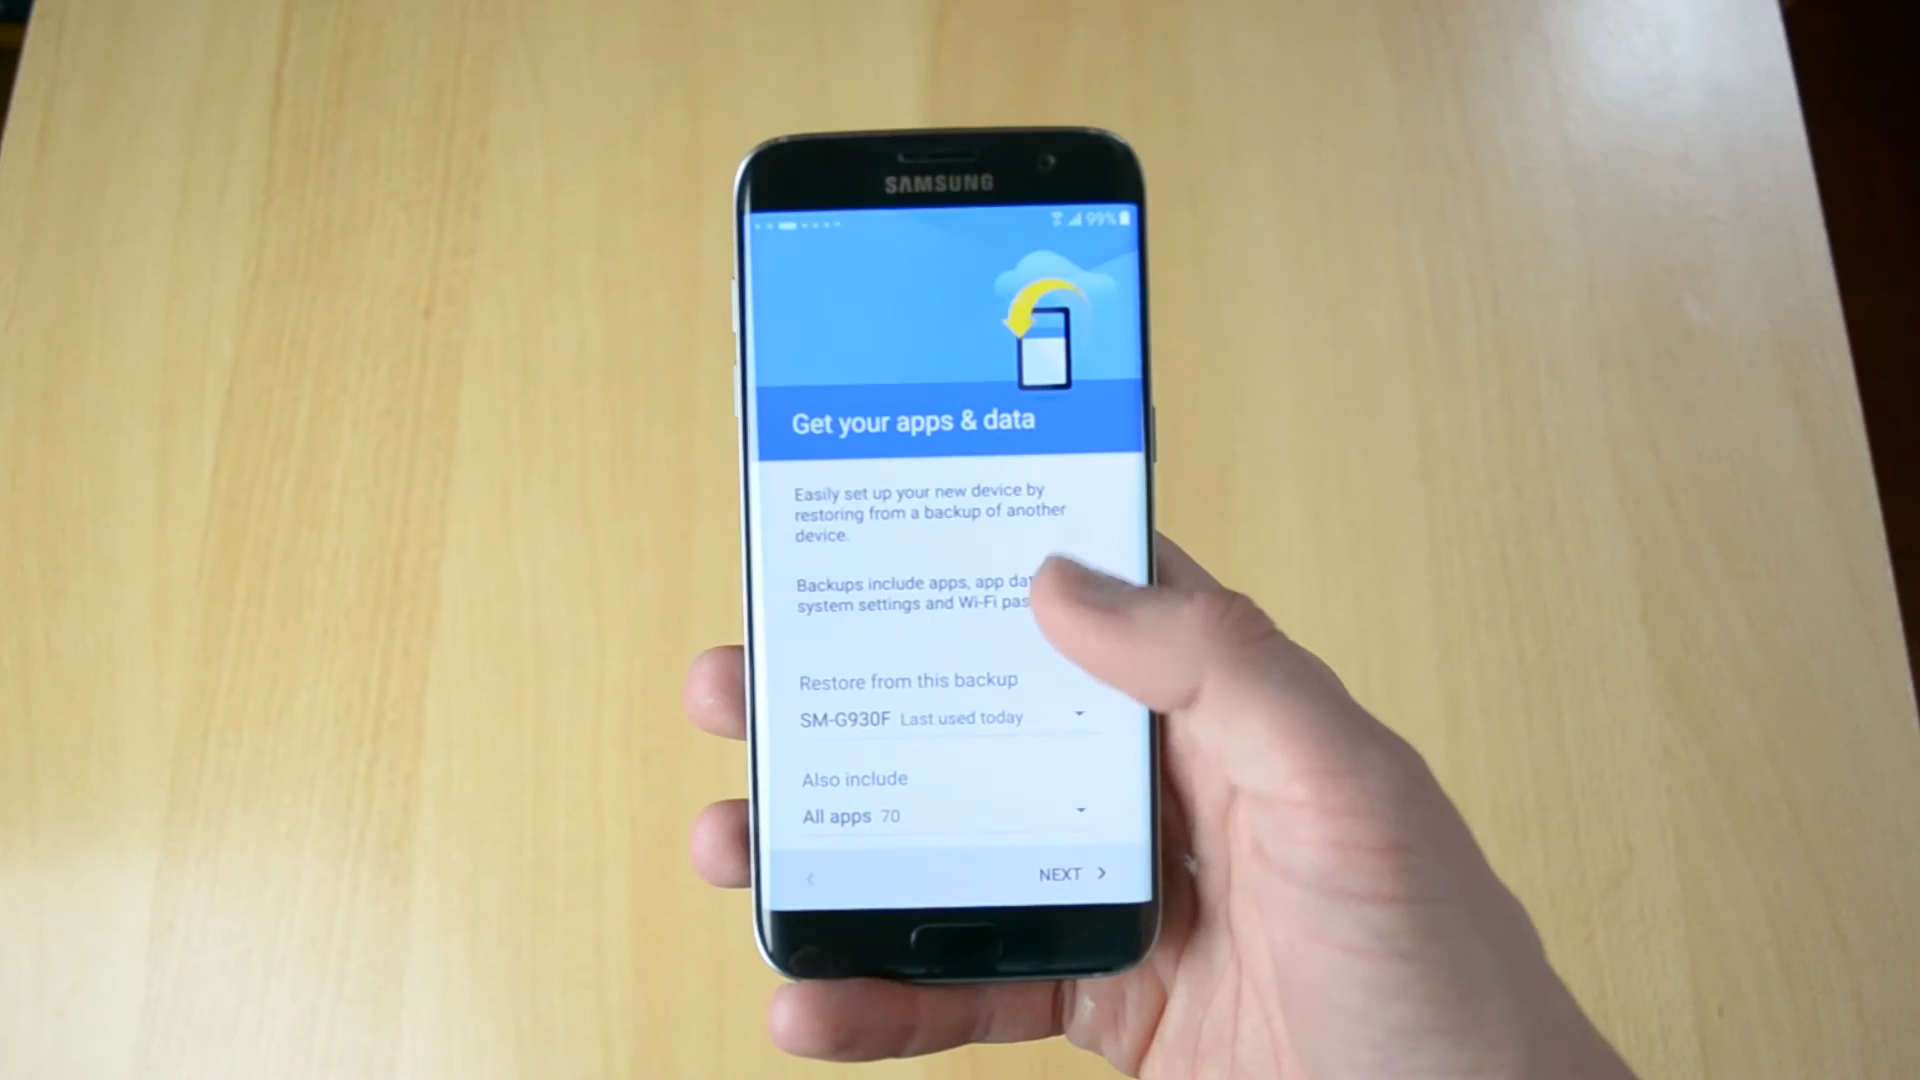 SAMSUNG
99%
Get your apps & data
Easily set up your new device by
restoring from a backup of another
device.
Backups include apps, app
system settings and Wi-Fi
Restore from this backup
SM-G930F Last used today
Also include
All apps 70
NEXT